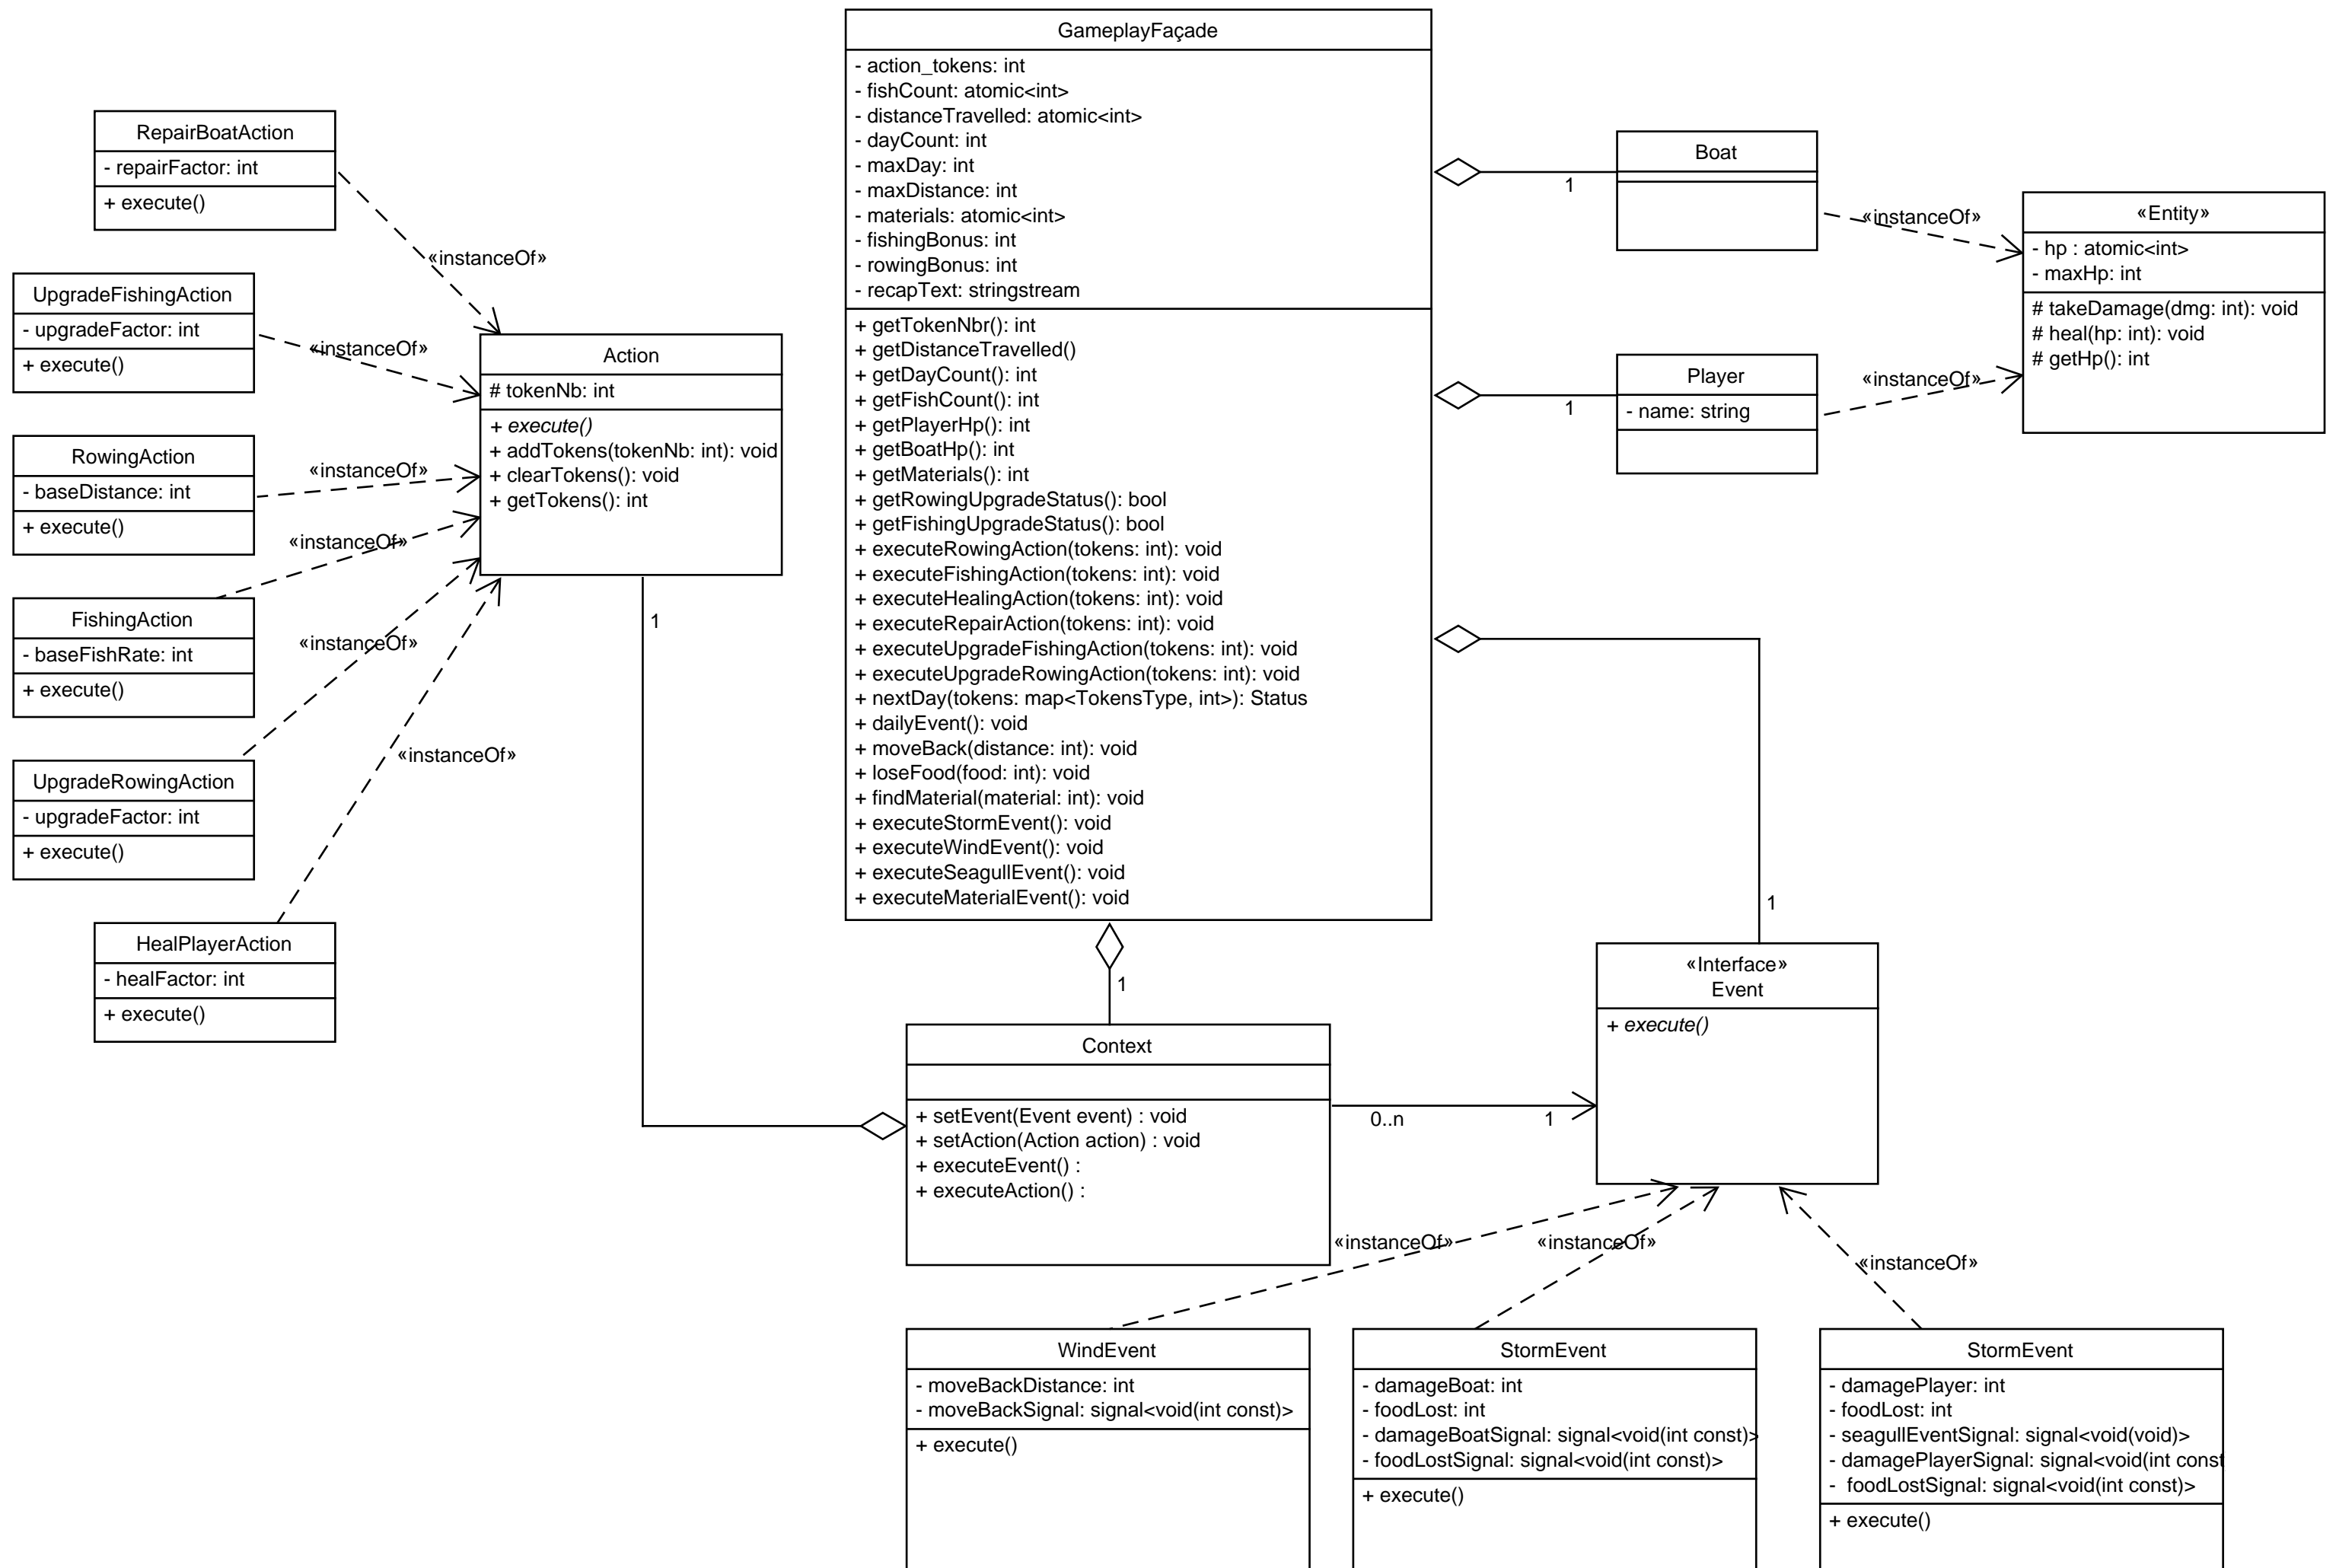 GameplayFaçade
- action_tokens: int
- fishCount: atomic<int>
- distanceTravelled: atomic<int>
- dayCount: int
- maxDay: int
- maxDistance: int
- materials: atomic<int>
- fishingBonus: int
- rowingBonus: int
- recapText: stringstream
+ getTokenNbr(): int
+ getDistanceTravelled()
+ getDayCount(): int
+ getFishCount(): int
+ getPlayerHp(): int
+ getBoatHp(): int
+ getMaterials(): int
+ getRowingUpgradeStatus(): bool
+ getFishingUpgradeStatus(): bool
+ executeRowingAction(tokens: int): void
+ executeFishingAction(tokens: int): void
+ executeHealingAction(tokens: int): void
+ executeRepairAction(tokens: int): void
+ executeUpgradeFishingAction(tokens: int): void
+ executeUpgradeRowingAction(tokens: int): void
+ nextDay(tokens: map<TokensType, int>): Status
+ dailyEvent(): void
+ moveBack(distance: int): void
+ loseFood(food: int): void
+ findMaterial(material: int): void
+ executeStormEvent(): void
+ executeWindEvent(): void
+ executeSeagullEvent(): void
+ executeMaterialEvent(): void
RepairBoatAction
- repairFactor: int
+ execute()
«instanceOf»
UpgradeFishingAction
- upgradeFactor: int
+ execute()
«instanceOf»
RowingAction
- baseDistance: int
+ execute()
«instanceOf»
FishingAction
- baseFishRate: int
+ execute()
«instanceOf»
UpgradeRowingAction
- upgradeFactor: int
+ execute()
«instanceOf»
HealPlayerAction
- healFactor: int
+ execute()
«instanceOf»
Action
# tokenNb: int
+ execute()
+ addTokens(tokenNb: int): void
+ clearTokens(): void
+ getTokens(): int
1
Boat
1
«instanceOf»
Player
- name: string
1
«instanceOf»
«Entity»
- hp : atomic<int>
- maxHp: int
# takeDamage(dmg: int): void
# heal(hp: int): void
# getHp(): int
1
1
Context
+ setEvent(Event event) : void
+ setAction(Action action) : void
+ executeEvent() :
+ executeAction() :
0..n
1
«Interface»
Event
+ execute()
«instanceOf»
«instanceOf»
«instanceOf»
WindEvent
- moveBackDistance: int
- moveBackSignal: signal<void(int const)>
+ execute()
StormEvent
- damageBoat: int
- foodLost: int
- damageBoatSignal: signal<void(int const)>
- foodLostSignal: signal<void(int const)>
+ execute()
StormEvent
- damagePlayer: int
- foodLost: int
- seagullEventSignal: signal<void(void)>
- damagePlayerSignal: signal<void(int const
- foodLostSignal: signal<void(int const)>
+ execute()